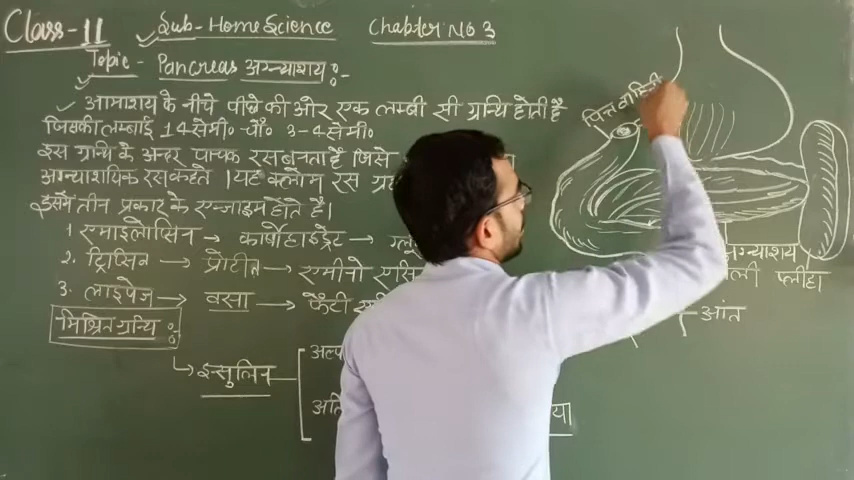 Class-11
Sub- Home Science
Chapter No 3
Topic - Pancreas अग्न्याशय :-
आमाशय के नीचे पीछे की ओर एक लम्बी सी ग्रन्थि होती है
जिसकी लम्बाई 14 सेमी० चौ० 3-4 सेमी०
इस ग्रन्थि के अन्दर पाचक रस बनता है जिसे
अग्न्याशयिक रस कहते । यह क्लोम रस
इसमें तीन प्रकार के एन्जाइम होते है।
1 एमाइलोप्सिन → कार्बोहाइड्रेट →
2. ट्रिप्सिन → प्रोटीन → एमीनो
3. लाइपेज → वसा → फैटी
मिश्रित ग्रन्थि :-
इन्सुलिन
पित्त वाहिनी
अग्न्याशय
प्लीहा
आंत